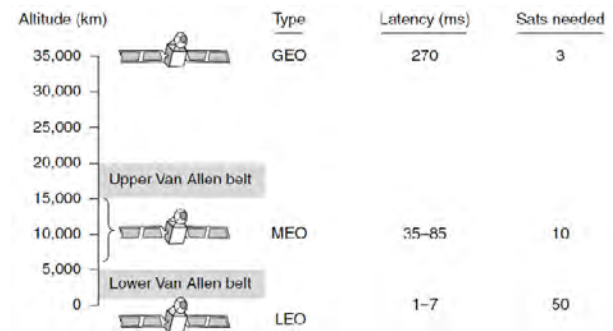 Altitude (km) Type Latency (ms) Sats needed
35,000 GEO 270 3
30,000
25,000
20,000
Upper Van Allen belt
15,000
10,000 MEO 35–85 10
5,000
Lower Van Allen belt
0 1–7 50
LEO